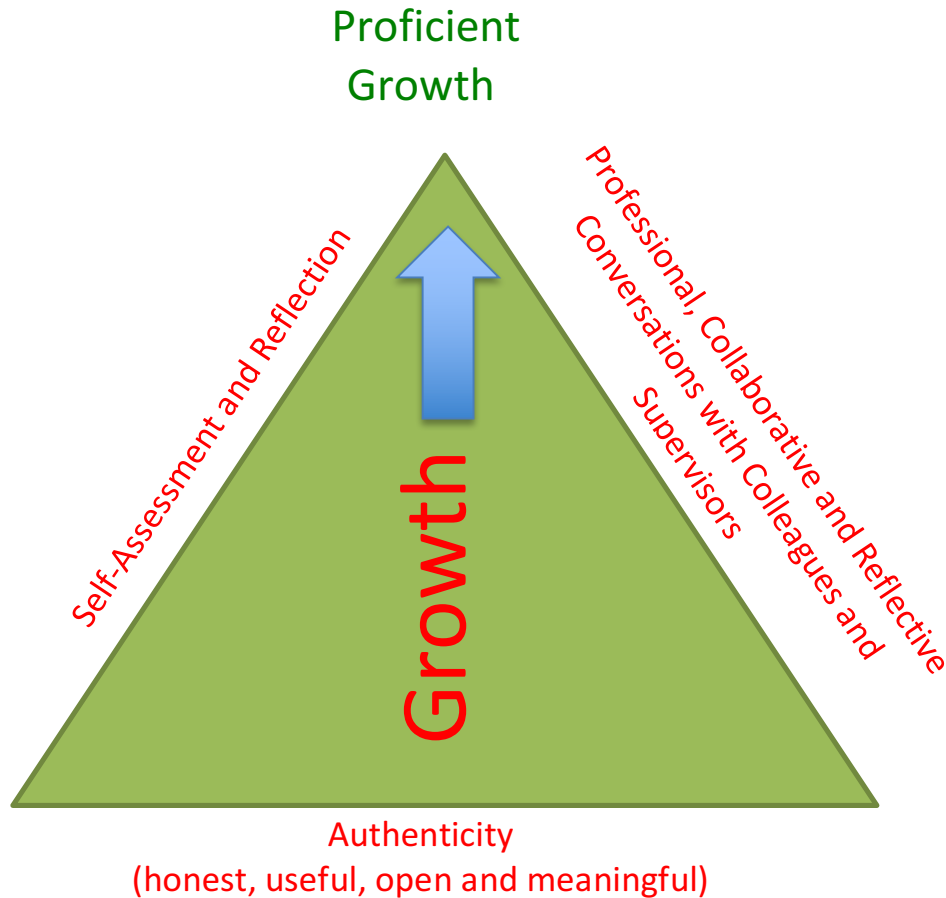 Proficient
Growth
Self-Assessment and Reflection
Professional, Collaborative and Reflective
Conversations with Colleagues and
Supervisors
Growth
Authenticity
(honest, useful, open and meaningful)